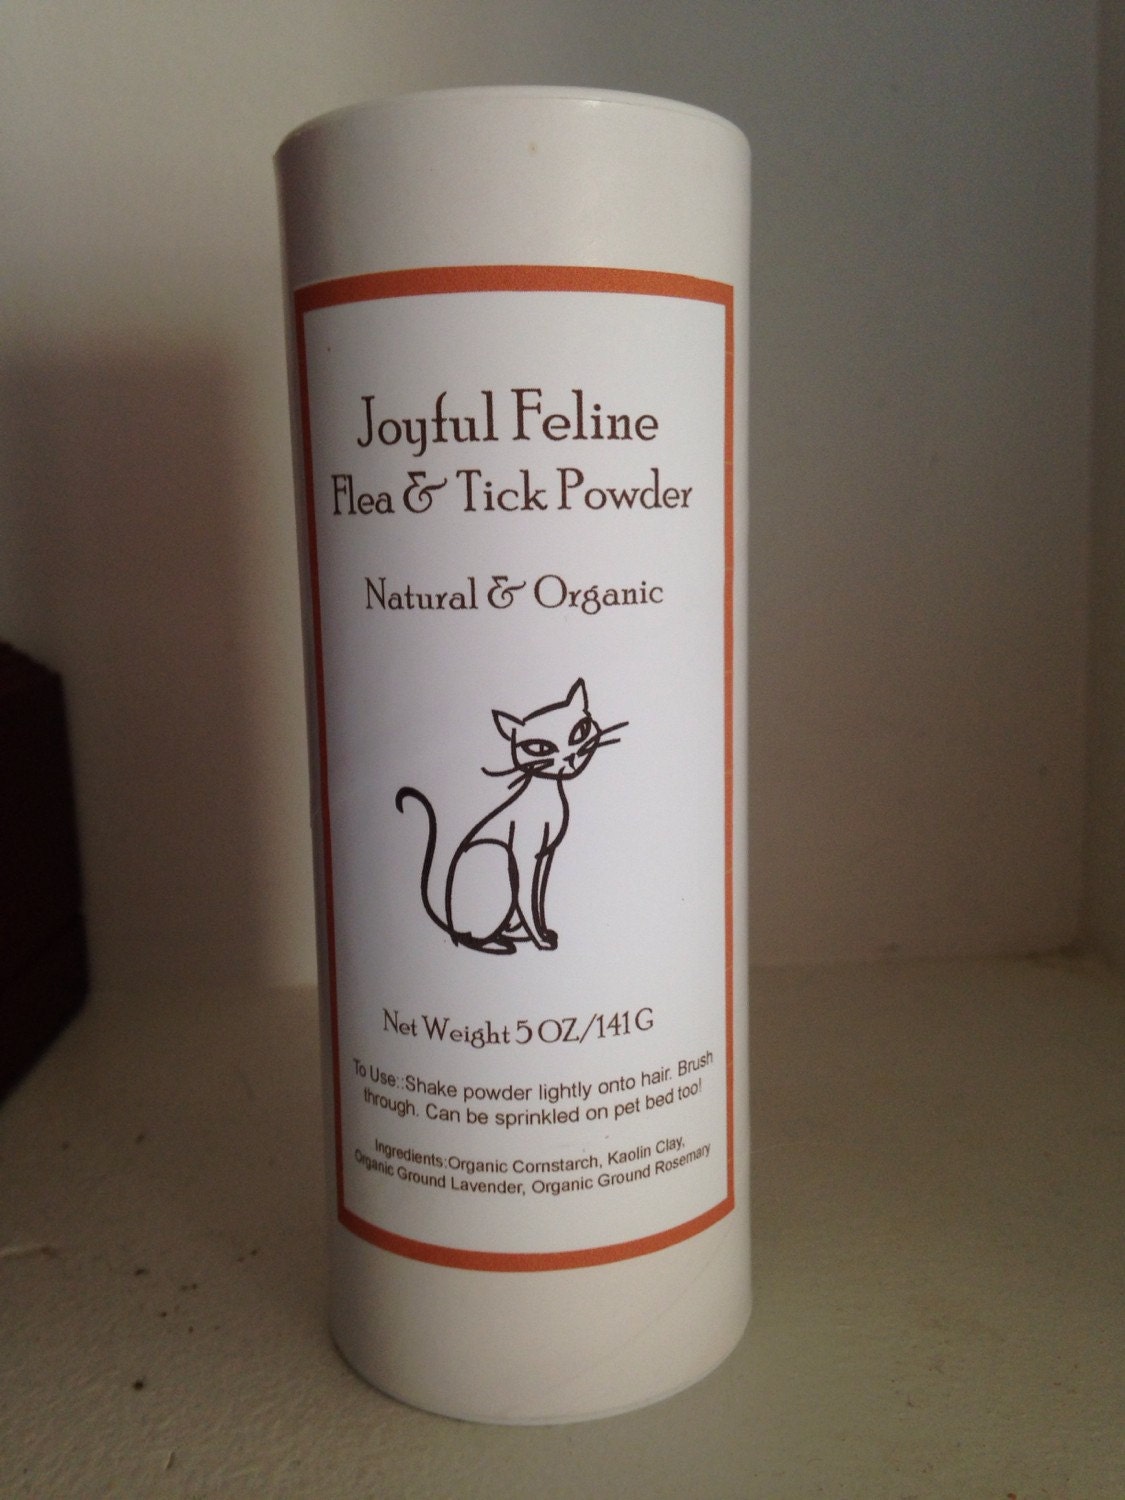 Joyful Feline
Flea & Tick Powder
Natural & Organic
Net Weight 5 OZ/141G
To Use::Shake powder lightly onto hair. Brush
through. Can be sprinkled on pet bed too!
Ingredients:Organic Cornstarch, Kaolin Clay,
Organic Ground Lavender, Organic Ground Rosemary